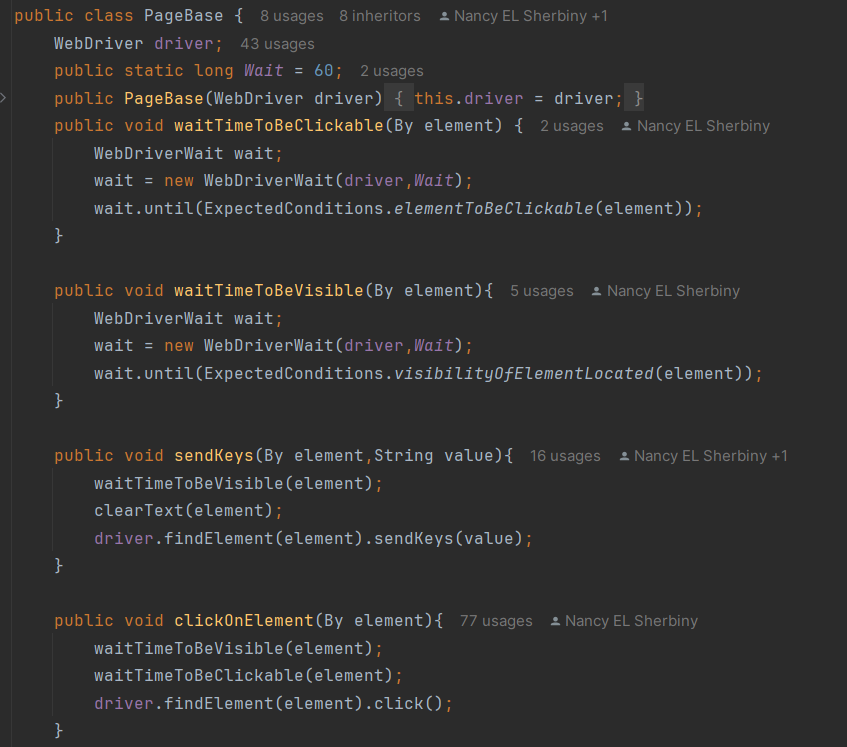 public class PageBase {  8 usages  8 inheritors  Nancy EL Sherbiny +1
    WebDriver driver;  43 usages
    public static long Wait = 60;  2 usages
    public PageBase(WebDriver driver) { this.driver = driver; }
    public void waitTimeToBeClickable(By element) {  2 usages  Nancy EL Sherbiny
        WebDriverWait wait;
        wait = new WebDriverWait(driver,Wait);
        wait.until(ExpectedConditions.elementToBeClickable(element));
    }
    public void waitTimeToBeVisible(By element){  5 usages  Nancy EL Sherbiny
        WebDriverWait wait;
        wait = new WebDriverWait(driver,Wait);
        wait.until(ExpectedConditions.visibilityOfElementLocated(element));
    }
    public void sendKeys(By element,String value){  16 usages  Nancy EL Sherbiny +1
        waitTimeToBeVisible(element);
        clearText(element);
        driver.findElement(element).sendKeys(value);
    }
    public void clickOnElement(By element){  77 usages  Nancy EL Sherbiny
        waitTimeToBeVisible(element);
        waitTimeToBeClickable(element);
        driver.findElement(element).click();
    }